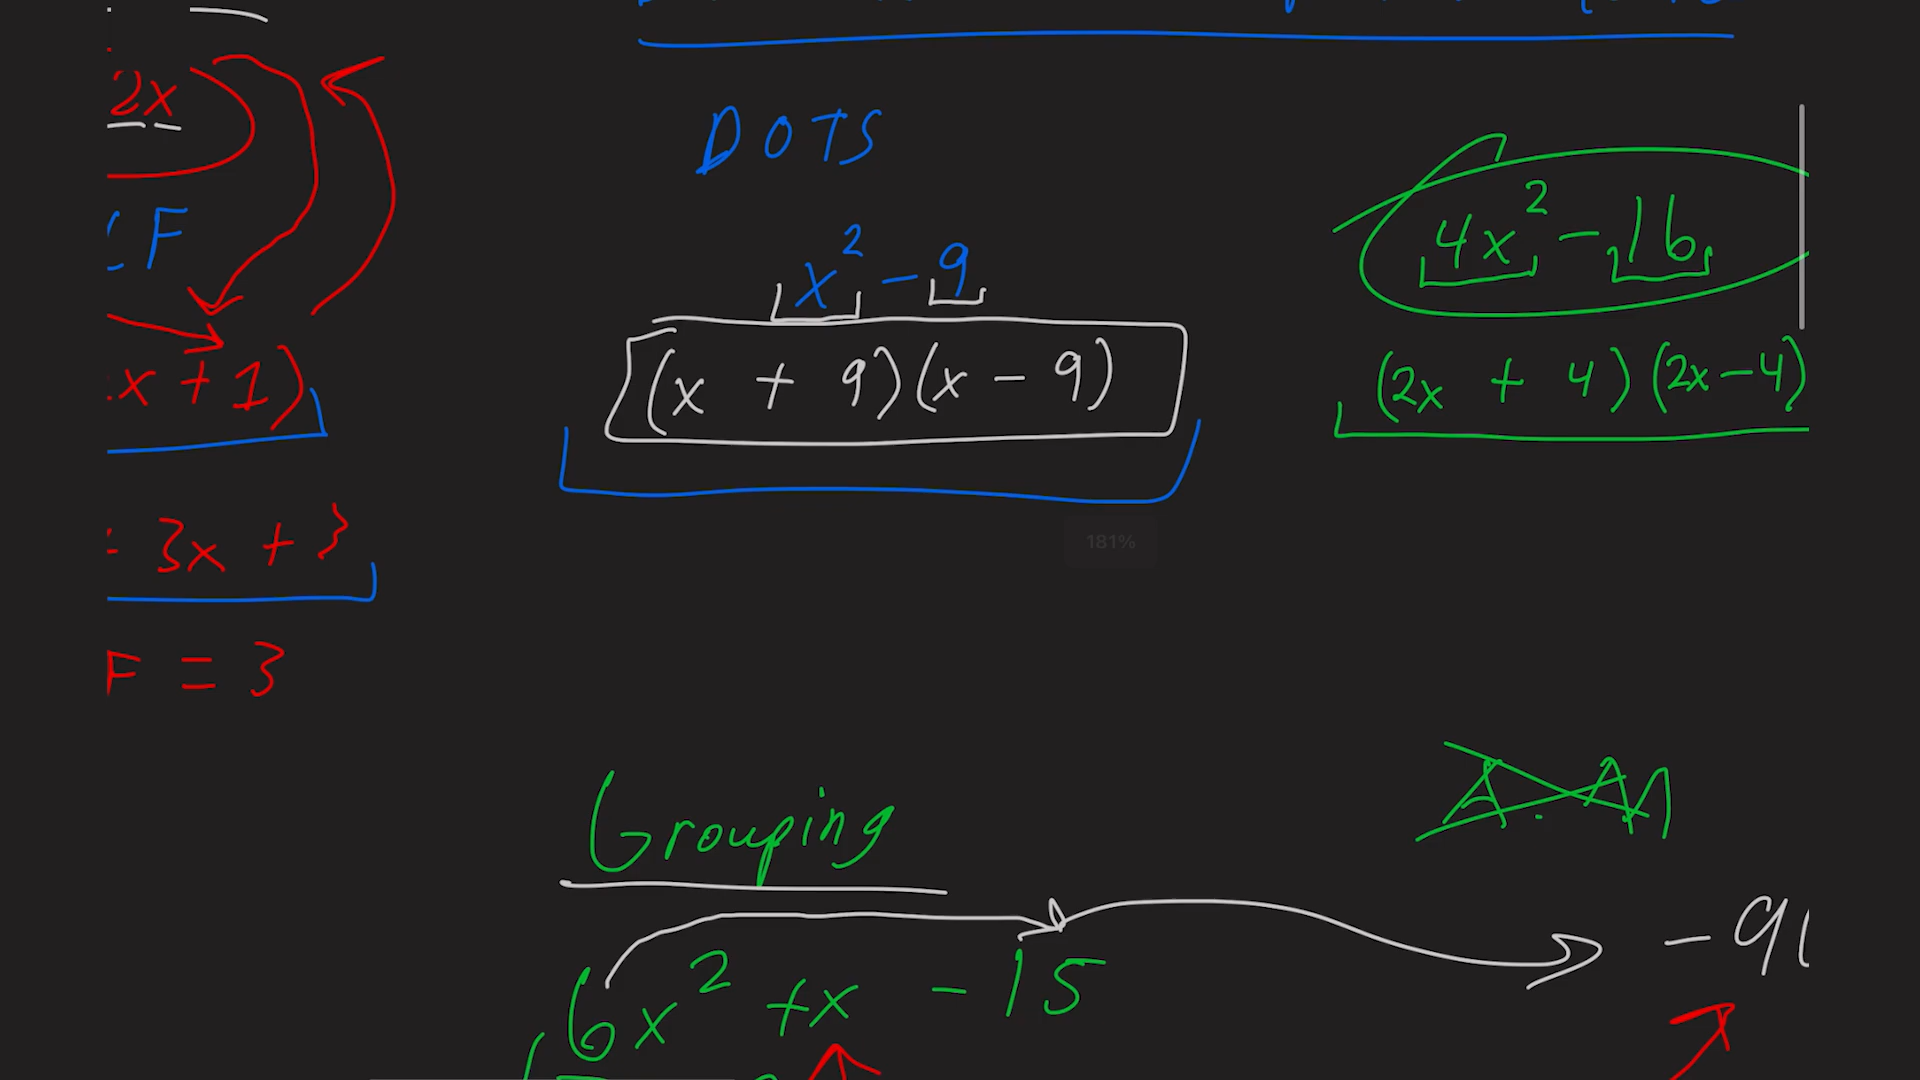 2x
DOTS
4x² - 16
F
x² - 9
(x + 9)(x - 9)
(2x + 4)(2x-4)
x + 1)
181%
3x + 3
F = 3
Grouping
6x² + x - 15